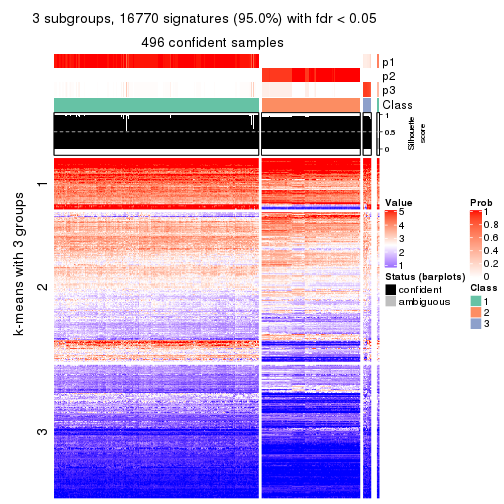 3 subgroups, 16770 signatures (95.0%) with fdr < 0.05
496 confident samples
p1
p2
p3
Class
1
0.5
0
Silhouette
score
k-means with 3 groups
1
2
3
Value
5
4
3
2
1
Status (barplots)
confident
ambiguous
Prob
1
0.8
0.6
0.4
0.2
0
Class
1
2
3